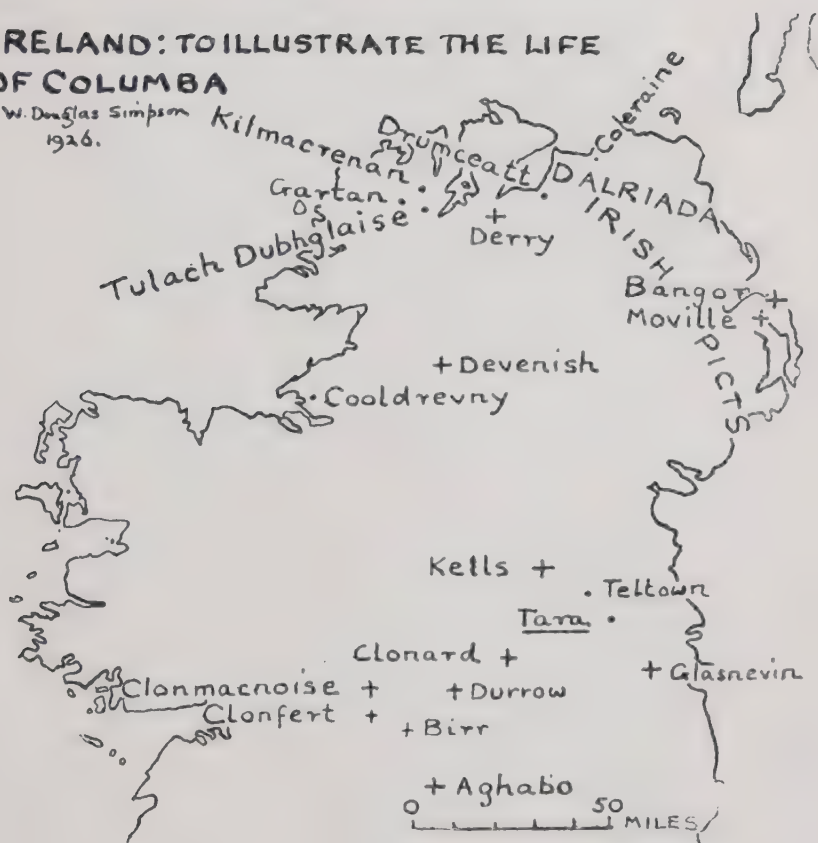 RELAND: TO ILLUSTRATE THE LIFE
OF COLUMBA
W. Douglas Simpson
1926.
Kilmacrenan
Drumceatt
Coleraine
Gartan
DALRIADA
Tulach Dubhglaise
Derry
IRISH PICTS
Bangor
Moville
Devenish
Cooldrevny
Kells
Teltown
Tara
Clonard
Glasnevin
Clonmacnoise
Durrow
Clonfert
Birr
Aghabo
0 50 MILES